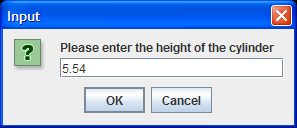 Input
?
Please enter the height of the cylinder
5.54
OK
Cancel